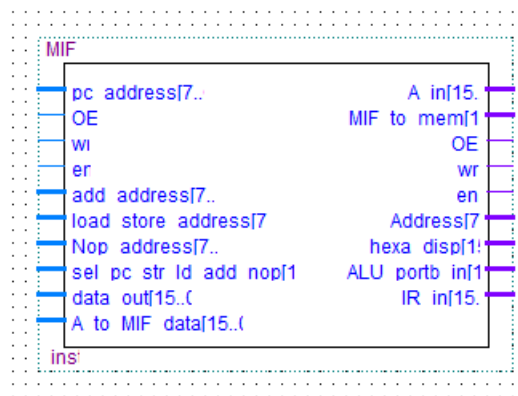 MIF
pc address[7..
OE
wr
er
add address[7..
load store address[7
Nop address[7..
sel pc str ld add nop[1
data out[15..0
A to MIF data[15..0
A in[15.
MIF to mem[1
OE
wr
en
Address[7
hexa disp[15
ALU portb in[1
IR in[15.
inst